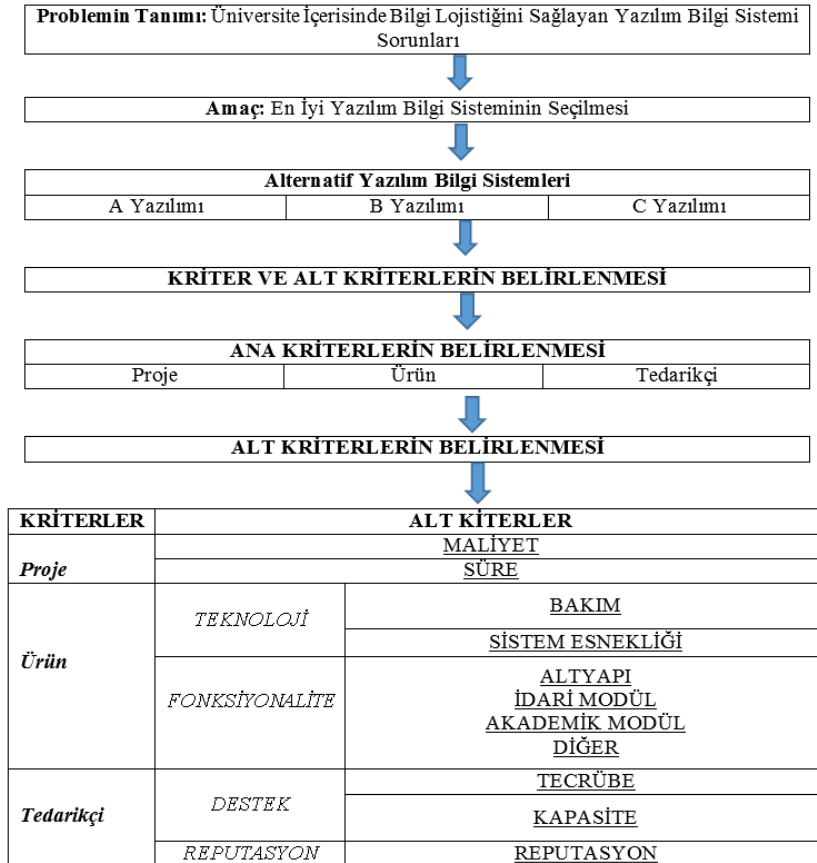 Problemin Tanımı: Üniversite İçerisinde Bilgi Lojistiğini Sağlayan Yazılım Bilgi Sistemi
Sorunları
Amaç: En İyi Yazılım Bilgi Sisteminin Seçilmesi
Alternatif Yazılım Bilgi Sistemleri
A Yazılımı B Yazılımı C Yazılımı
KRİTER VE ALT KRİTERLERİN BELİRLENMESİ
ANA KRİTERLERİN BELİRLENMESİ
Proje Ürün Tedarikçi
ALT KRİTERLERİN BELİRLENMESİ
KRİTERLER ALT KİTERLER
Proje
MALİYET
SÜRE
Ürün
TEKNOLOJİ
BAKIM
SİSTEM ESNEKLİĞİ
FONKSİYONALİTE
ALTYAPI
İDARİ MODÜL
AKADEMİK MODÜL
DİĞER
Tedarikçi
DESTEK
TECRÜBE
KAPASİTE
REPUTASYON REPUTASYON